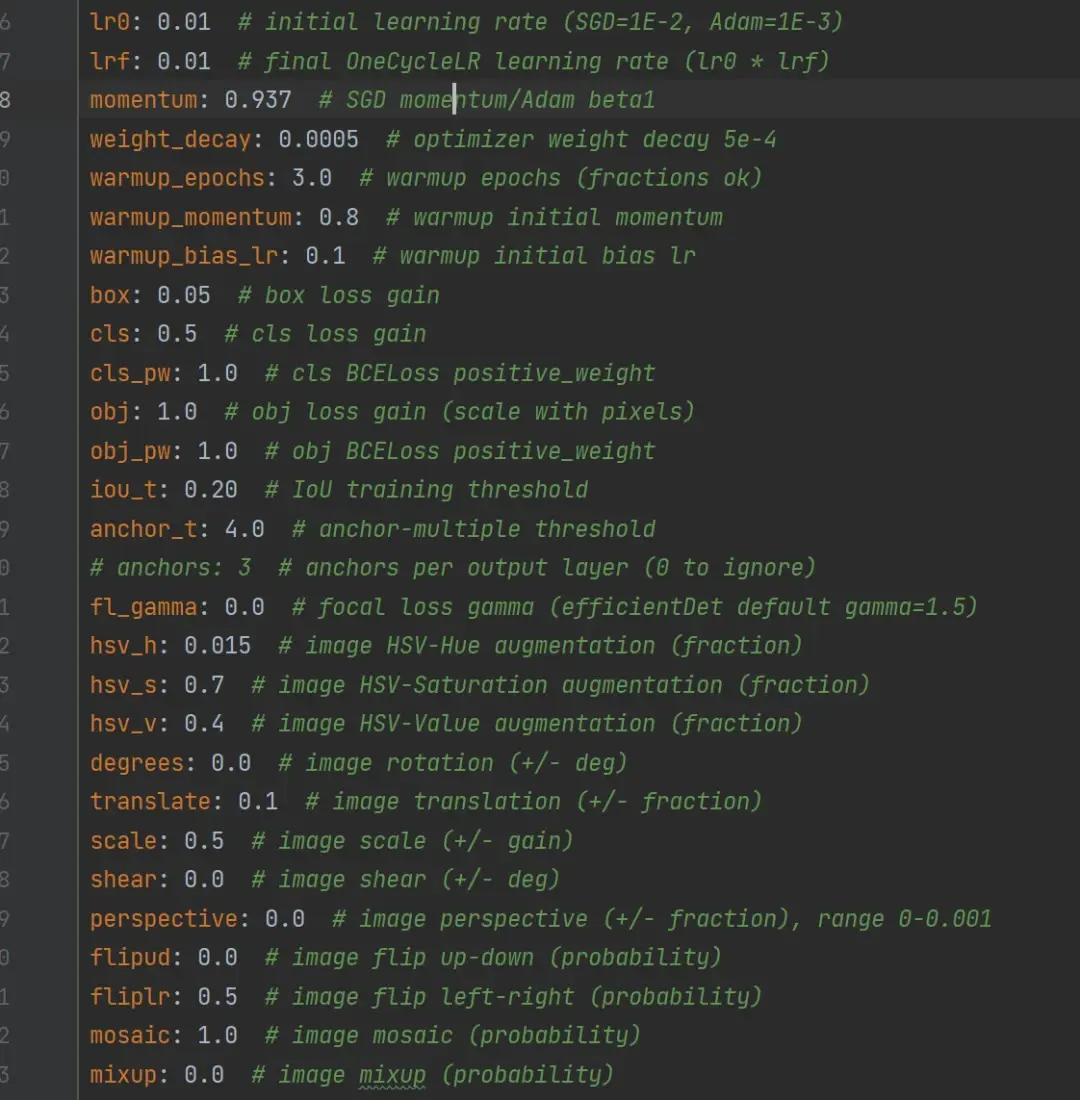 6 lr0: 0.01 # initial learning rate (SGD=1E-2, Adam=1E-3)
7 lrf: 0.01 # final OneCycleLR learning rate (lr0 * lrf)
8 momentum: 0.937 # SGD momentum/Adam beta1
9 weight_decay: 0.0005 # optimizer weight decay 5e-4
0 warmup_epochs: 3.0 # warmup epochs (fractions ok)
1 warmup_momentum: 0.8 # warmup initial momentum
2 warmup_bias_lr: 0.1 # warmup initial bias lr
3 box: 0.05 # box loss gain
4 cls: 0.5 # cls loss gain
5 cls_pw: 1.0 # cls BCELoss positive_weight
6 obj: 1.0 # obj loss gain (scale with pixels)
7 obj_pw: 1.0 # obj BCELoss positive_weight
8 iou_t: 0.20 # IoU training threshold
9 anchor_t: 4.0 # anchor-multiple threshold
0 # anchors: 3 # anchors per output layer (0 to ignore)
1 fl_gamma: 0.0 # focal loss gamma (efficientDet default gamma=1.5)
2 hsv_h: 0.015 # image HSV-Hue augmentation (fraction)
3 hsv_s: 0.7 # image HSV-Saturation augmentation (fraction)
4 hsv_v: 0.4 # image HSV-Value augmentation (fraction)
5 degrees: 0.0 # image rotation (+/- deg)
6 translate: 0.1 # image translation (+/- fraction)
7 scale: 0.5 # image scale (+/- gain)
8 shear: 0.0 # image shear (+/- deg)
9 perspective: 0.0 # image perspective (+/- fraction), range 0-0.001
0 flipud: 0.0 # image flip up-down (probability)
1 fliplr: 0.5 # image flip left-right (probability)
2 mosaic: 1.0 # image mosaic (probability)
3 mixup: 0.0 # image mixup (probability)